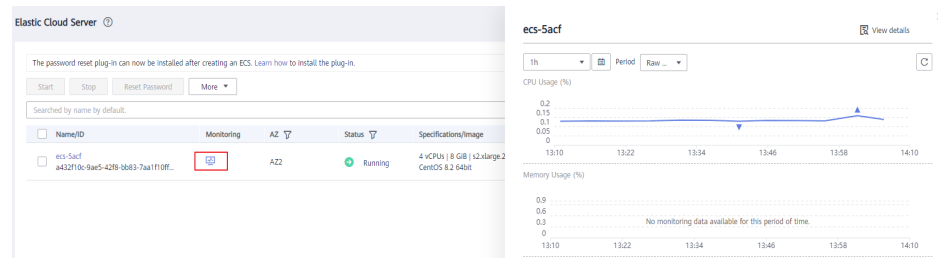 Elastic Cloud Server
The password reset plug-in can now be installed after creating an ECS. Learn how to install the plug-in.
Start Stop Reset Password More
Searched by name by default.
Name/ID Monitoring AZ Status Specifications/Image
ecs-5acf
a432f10c-9ae5-42f8-bb83-7aa1f10ff...
AZ2
Running
4 vCPUs | 8 GiB | s2.xlarge.2
CentOS 8.2 64bit
ecs-5acf
View details
1h Period Raw ...
CPU Usage (%)
0.2
0.15
0.1
0.05
0
13:10 13:22 13:34 13:46 13:58 14:10
Memory Usage (%)
0.9
0.6
0.3
0
No monitoring data available for this period of time.
13:10 13:22 13:34 13:46 13:58 14:10